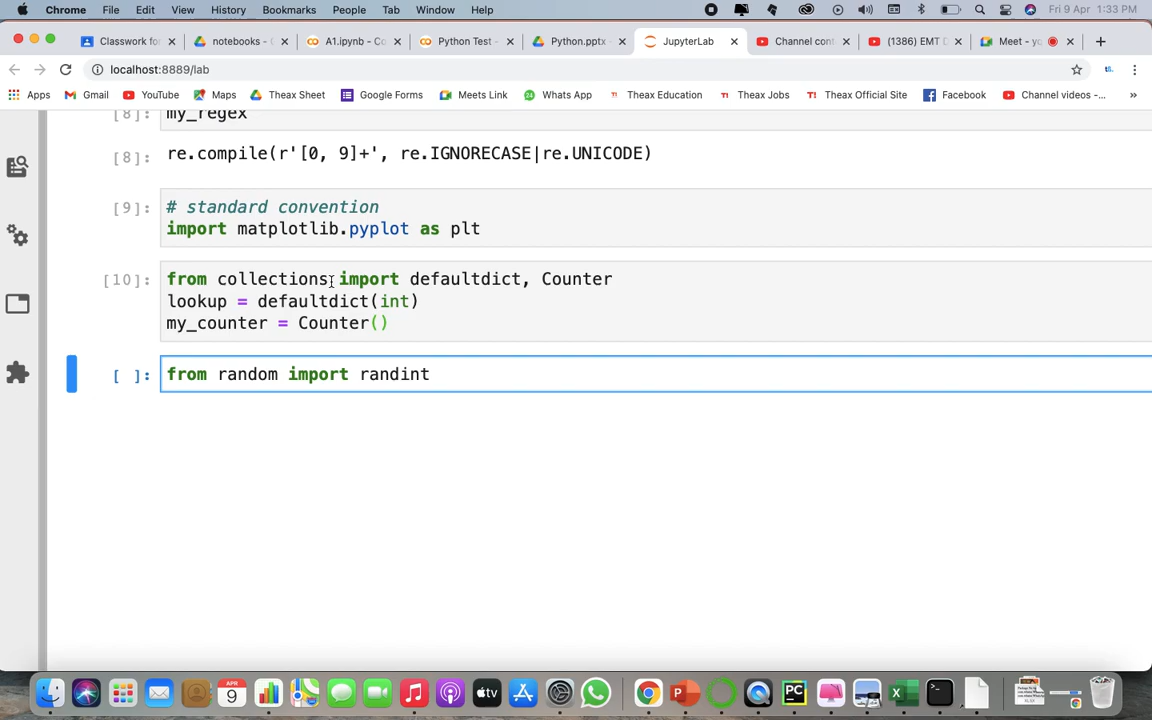 Chrome File Edit View History Bookmarks People Tab Window Help Fri 9 Apr 1:33 PM
Classwork fo notebooks - A1.ipynb - Co Python Test - Python.pptx - JupyterLab Channel cont (1386) EMT Meet - yo
localhost:8889/lab
Apps Gmail YouTube Maps Theax Sheet Google Forms Meets Link Whats App Theax Education Theax Jobs Theax Official Site Facebook Channel videos -... »
[8]: my_regex
[8]: re.compile(r'[0, 9]+', re.IGNORECASE|re.UNICODE)
[9]: # standard convention
import matplotlib.pyplot as plt
[10]: from collections import defaultdict, Counter
lookup = defaultdict(int)
my_counter = Counter()
[ ]: from random import randint
APR
9
tv
PC